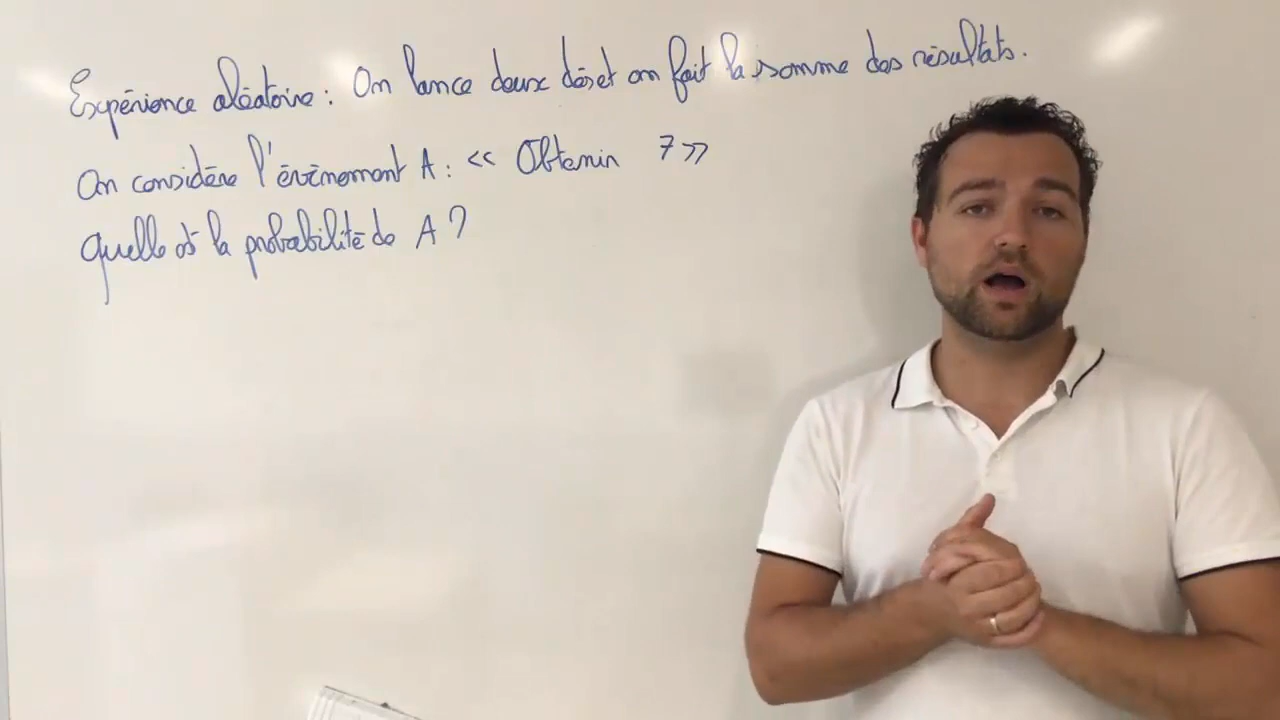 Expérience aléatoire : On lance deux dés et on fait la somme des résultats.
On considère l'évènement A : << Obtenir 7 >>
quelle est la probabilité de A ?